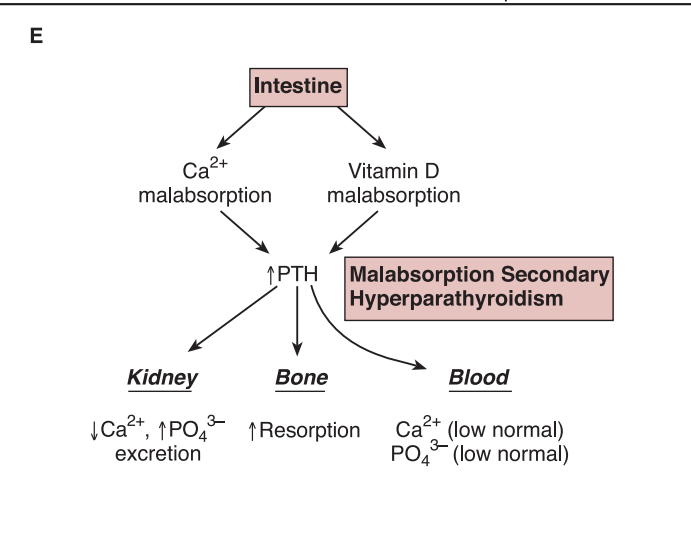 E
Intestine
Ca²⁺
malabsorption
Vitamin D
malabsorption
↑PTH
Malabsorption Secondary
Hyperparathyroidism
Kidney
Bone
Blood
↓Ca²⁺, ↑PO₄³⁻
excretion
↑Resorption
Ca²⁺ (low normal)
PO₄³⁻ (low normal)